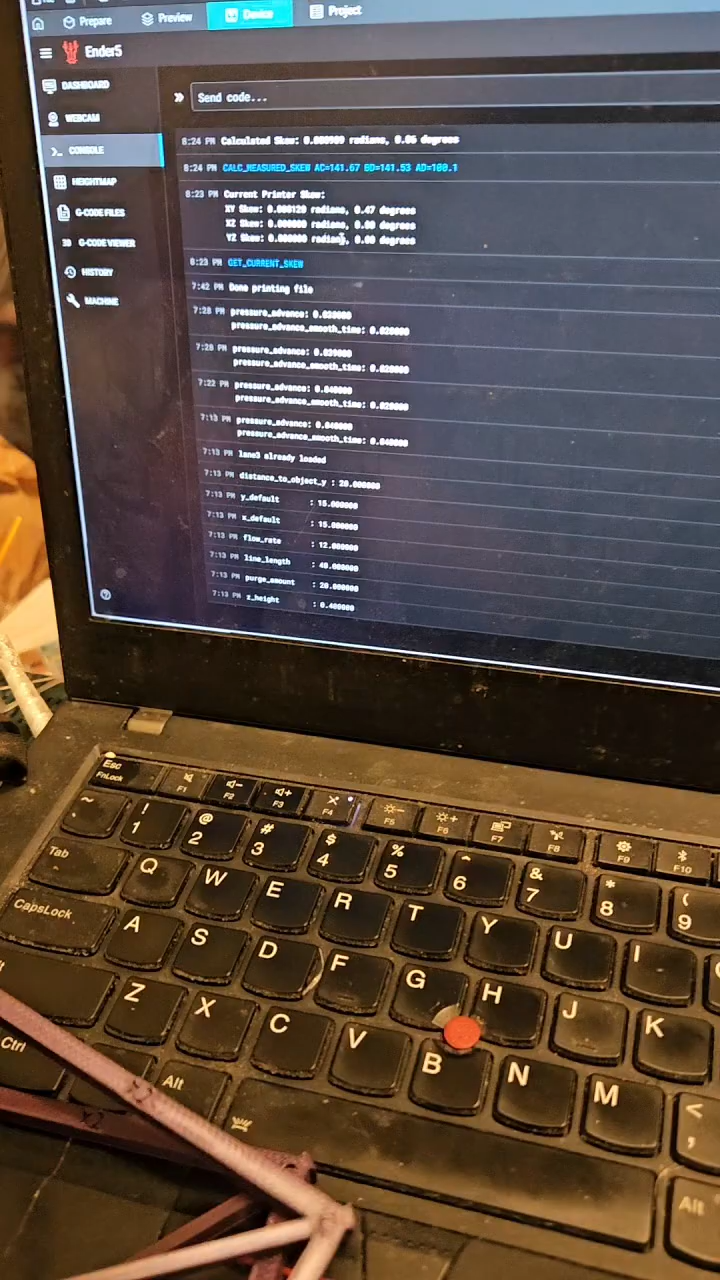 Prepare
Preview
Device
Project
Ender5
DASHBOARD
WEBCAM
CONSOLE
HEIGHTMAP
G-CODE FILES
G-CODE VIEWER
HISTORY
MACHINE
Send code...
8:24 PM Calculated Skew: radians, 0.06 degrees
8:24 PM CALC_MEASURED_SKEW AC=141.67 BD=141.53 AD=100.1
8:23 PM Current Printer Skew:
XY Skew: radians, 0.47 degrees
XZ Skew: 0.000000 radians, 0.00 degrees
YZ Skew: 0.000000 radians, 0.00 degrees
8:23 PM GET_CURRENT_SKEW
7:42 PM Done printing file
7:28 PM pressure_advance:
pressure_advance_smooth_time: 0.020000
7:28 PM pressure_advance:
pressure_advance_smooth_time: 0.020000
7:22 PM pressure_advance: 0.040000
pressure_advance_smooth_time: 0.020000
7:13 PM pressure_advance: 0.040000
pressure_advance_smooth_time: 0.040000
7:13 PM lane3 already loaded
7:13 PM distance_to_object_y : 20.000000
7:13 PM y_default : 15.000000
7:13 PM x_default : 15.000000
7:13 PM flow_rate : 12.000000
7:13 PM line_length : 40.000000
7:13 PM purge_amount : 20.000000
7:13 PM z_height : 0.400000
Esc
FnLock
F1
F2
F3
F4
F5
F6
F7
F8
F9
F10
~ ! @ # $ % ^ & * (
1 2 3 4 5 6 7 8 9
Tab Q W E R T Y U I
CapsLock A S D F G H J K
Z X C V B N M < ,
Ctrl Alt Alt